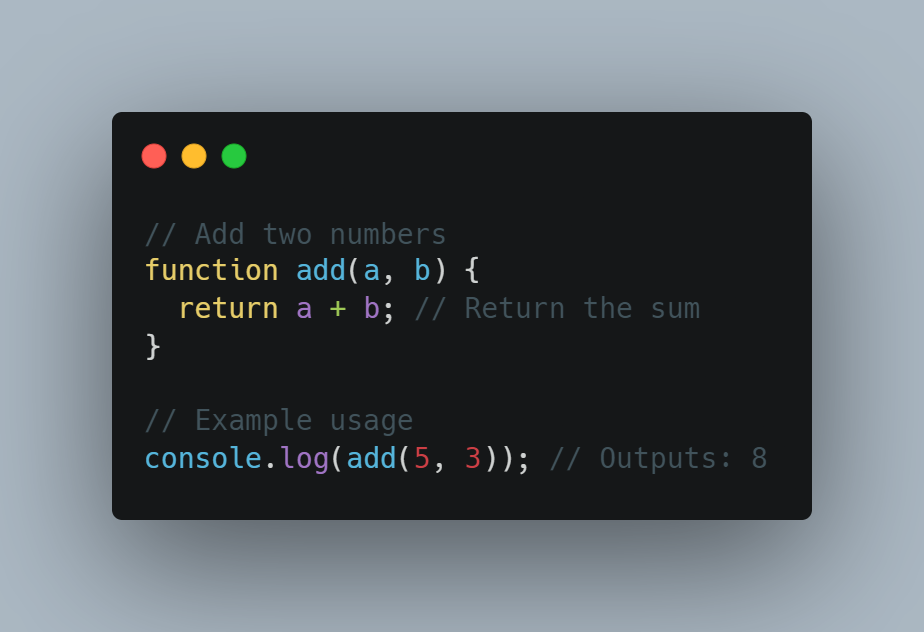 // Add two numbers
function add(a, b) {
  return a + b; // Return the sum
}

// Example usage
console.log(add(5, 3)); // Outputs: 8